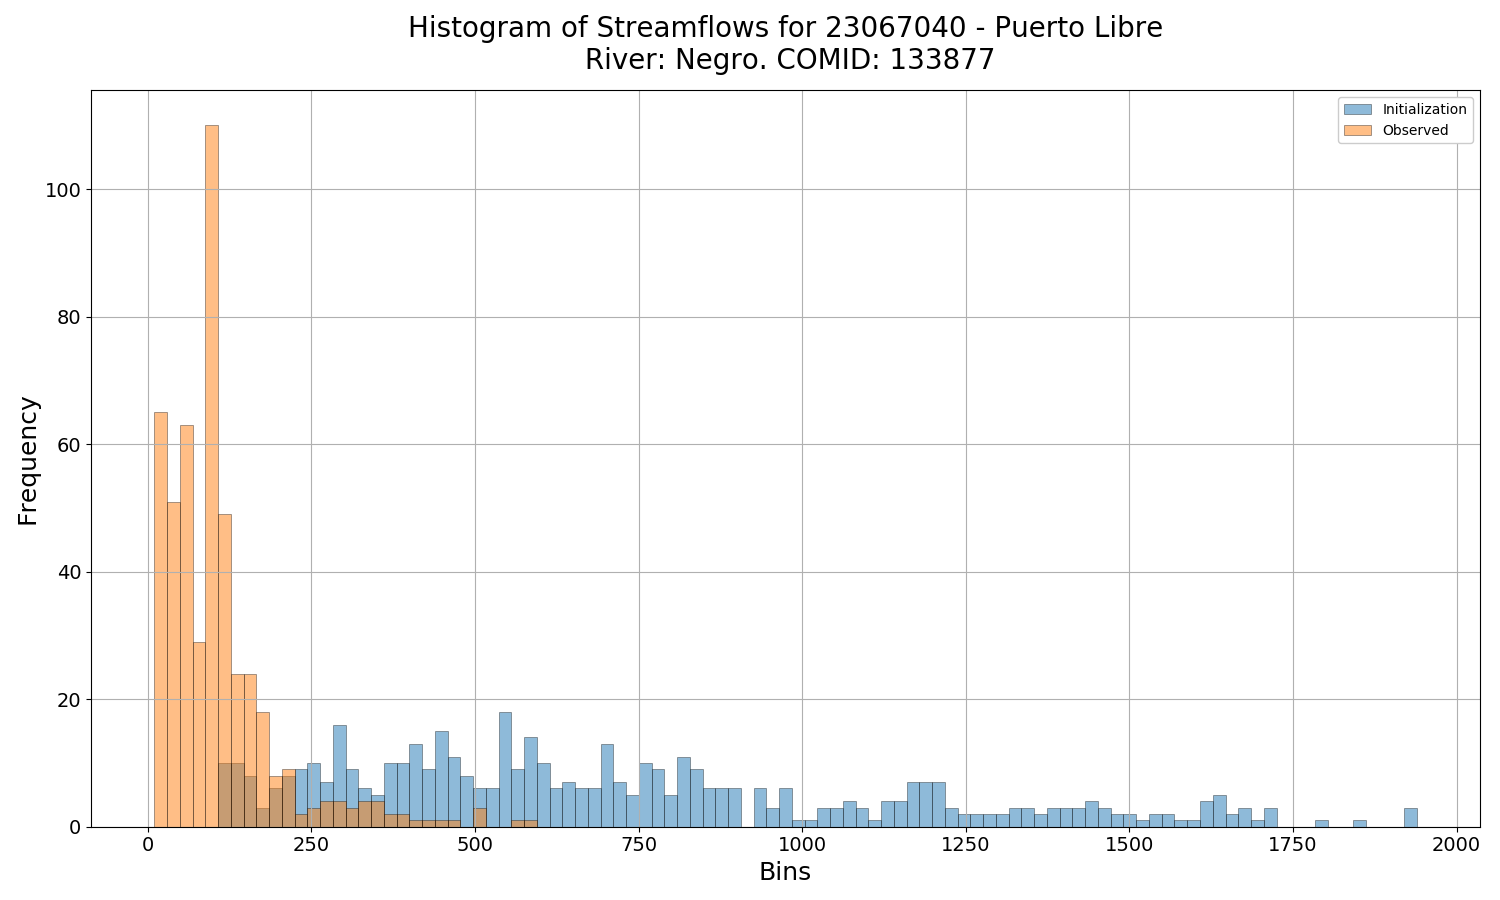 Histogram of Streamflows for 23067040 - Puerto Libre
River: Negro. COMID: 133877
Initialization
Observed
Frequency
100
80
60
40
20
0
0 250 500 750 1000 1250 1500 1750 2000
Bins